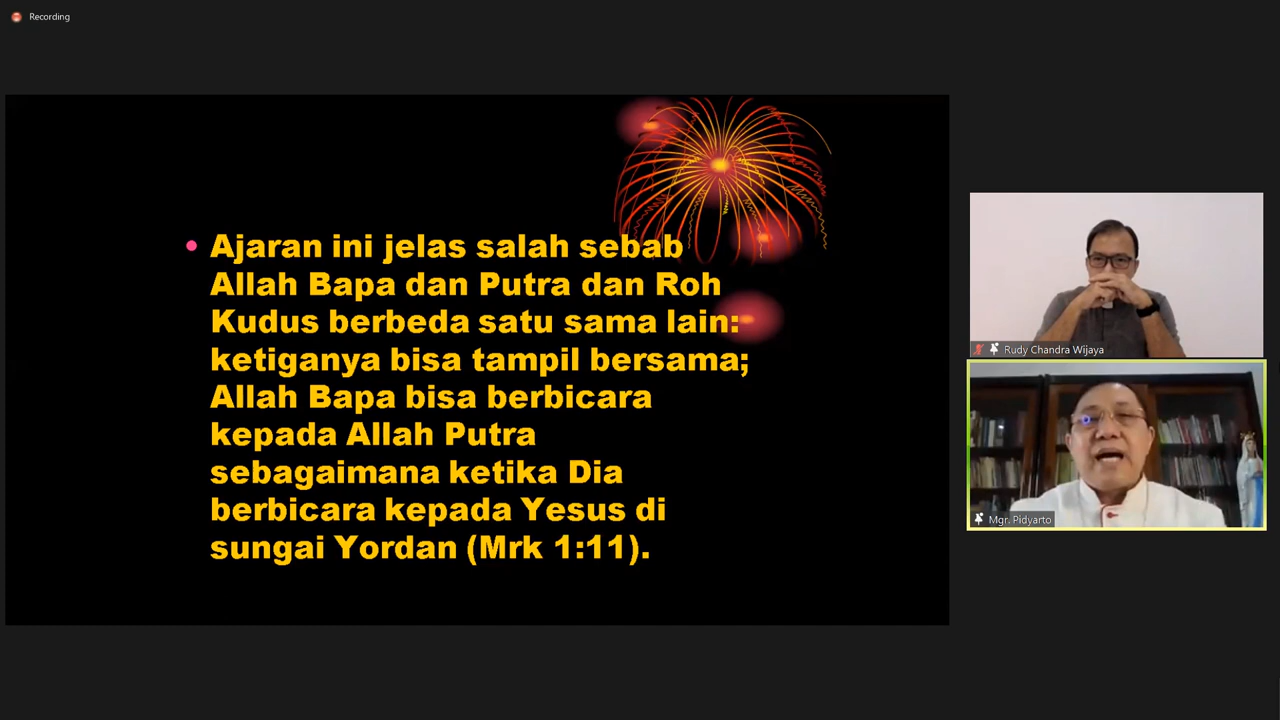 Recording
• Ajaran ini jelas salah sebab
Allah Bapa dan Putra dan Roh
Kudus berbeda satu sama lain:
ketiganya bisa tampil bersama;
Allah Bapa bisa berbicara
kepada Allah Putra
sebagaimana ketika Dia
berbicara kepada Yesus di
sungai Yordan (Mrk 1:11).
Rudy Chandra Wijaya
Mgr. Pidyarto